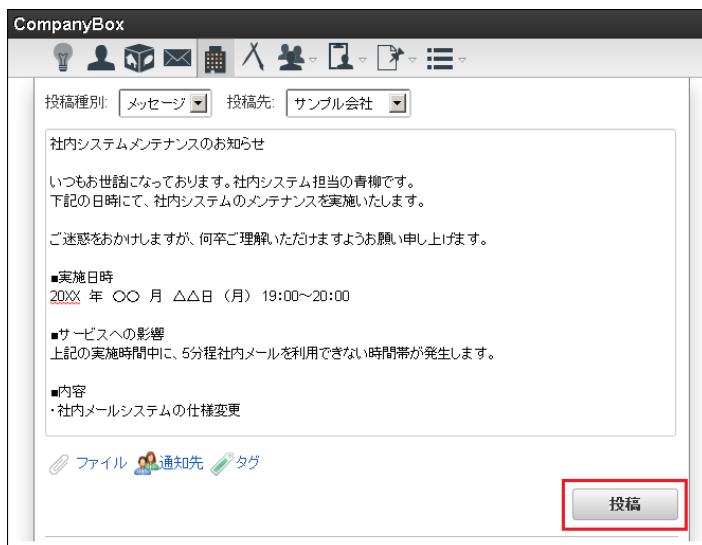 CompanyBox
投稿種別: メッセージ 投稿先: サンプル会社
社内システムメンテナンスのお知らせ
いつもお世話になっております。社内システム担当の青柳です。
下記の日時にて、社内システムのメンテナンスを実施いたします。
ご迷惑をおかけしますが、何卒ご理解いただけますようお願い申し上げます。
■実施日時
20XX 年 〇〇 月 △△日 (月) 19:00~20:00
■サービスへの影響
上記の実施時間中に、5分程社内メールを利用できない時間帯が発生します。
■内容
・社内メールシステムの仕様変更
ファイル 通知先 タグ
投稿